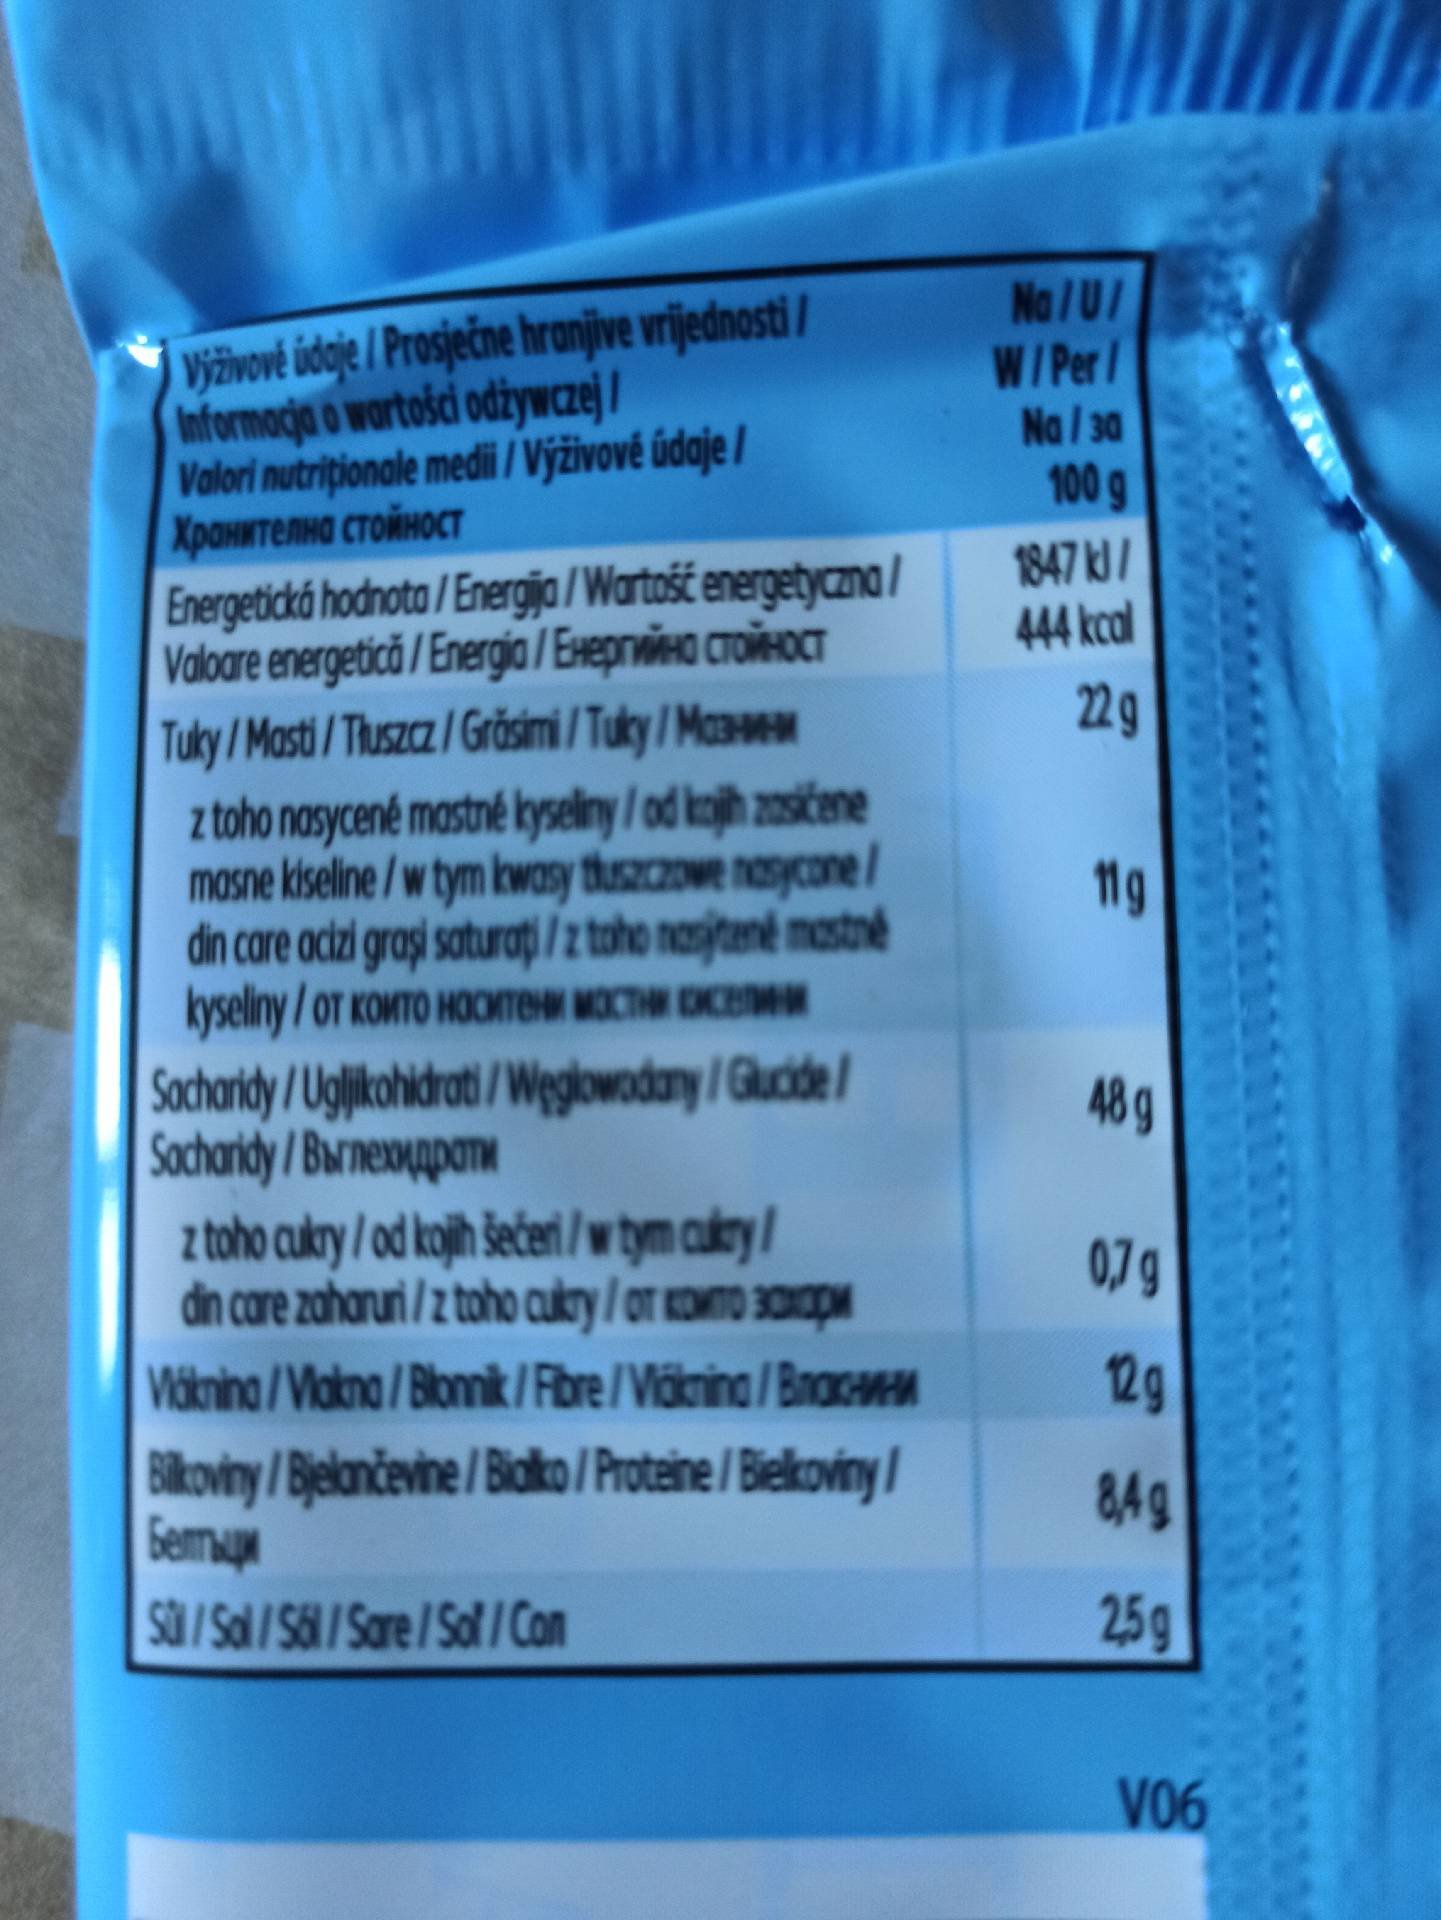 Výživové údaje / Prosječne hranjive vrijednosti /
Informacja o wartości odżywczej /
Valori nutriționale medii / Výživové údaje /
Хранителна стойност
Na / U /
W / Per /
Na / за
100 g
Energetická hodnota / Energija / Wartość energetyczna /
Valoare energetică / Energia / Енергийна стойност
1847 kJ /
444 kcal
Tuky / Masti / Tłuszcz / Grăsimi / Tuky / Мазнини
22 g
z toho nasycené mastné kyseliny / od kojih zasićene
masne kiseline / w tym kwasy tłuszczowe nasycone /
din care acizi grași saturați / z toho nasýtené mastné
kyseliny / от които наситени мастни киселини
11 g
Sacharidy / Ugljikohidrati / Węglowodany / Glucide /
Sacharidy / Въглехидрати
48 g
z toho cukry / od kojih šećeri / w tym cukry /
din care zaharuri / z toho cukry / от които захари
0,7 g
Vláknina / Vlakna / Błonnik / Fibre / Vláknina / Влакнини
12 g
Bílkoviny / Bjelančevine / Białko / Proteine / Bielkoviny /
Белтъци
8,4 g
Sůl / Sol / Sól / Sare / Soľ / Сол
2,5 g
V06